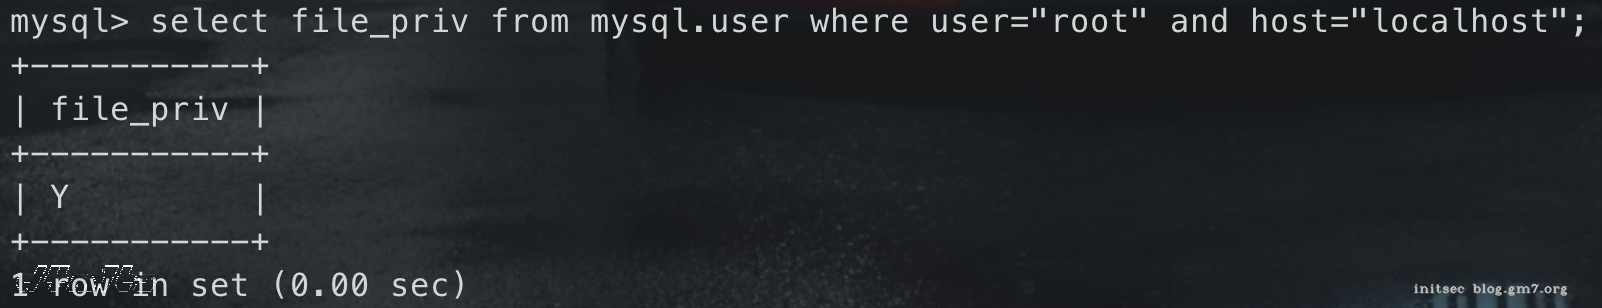 mysql> select file_priv from mysql.user where user="root" and host="localhost";
+-----------+
| file_priv |
+-----------+
| Y         |
+-----------+
1 row in set (0.00 sec)
initsec blog.gm7.org